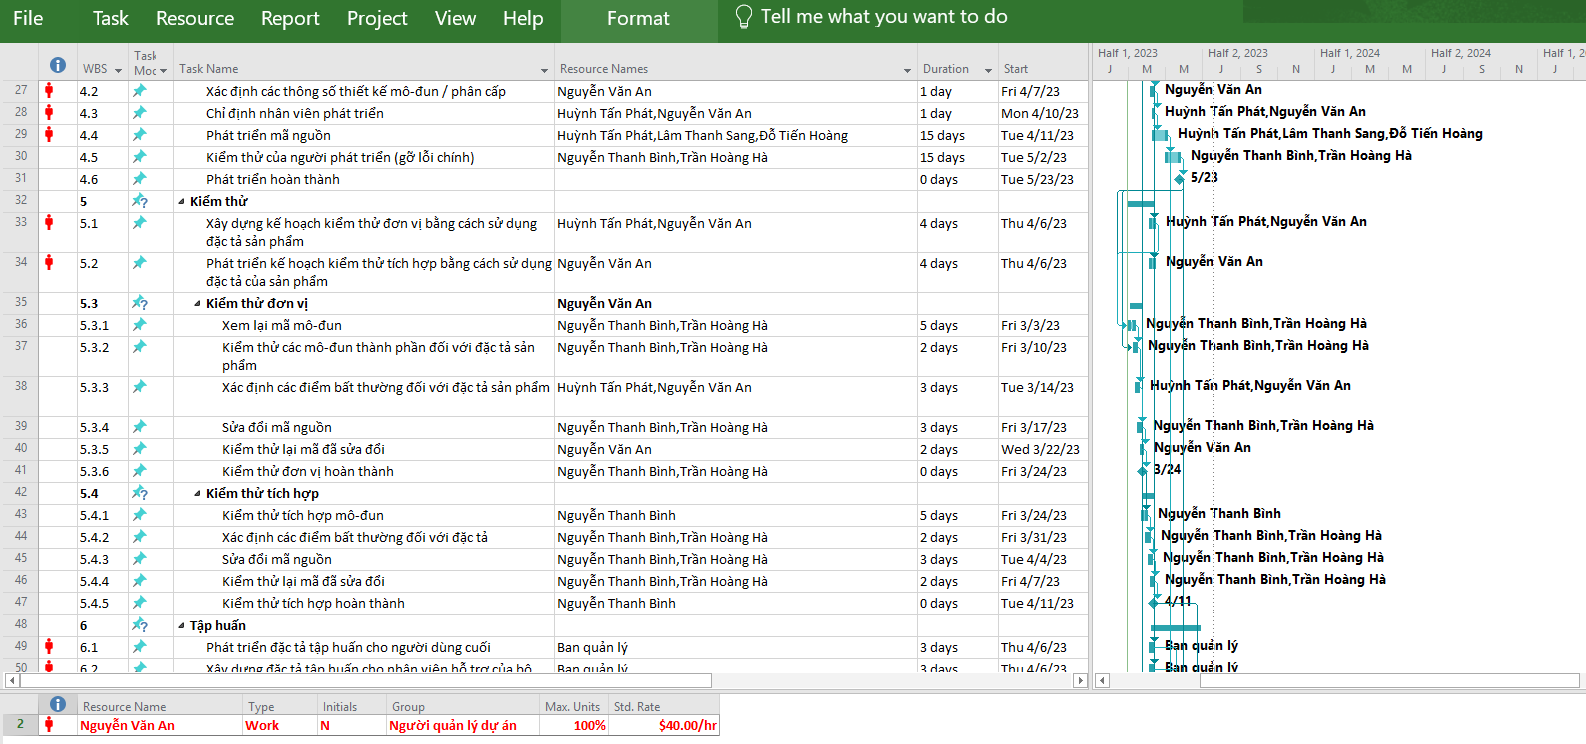 File Task Resource Report Project View Help Format Tell me what you want to do
WBS Task Mode Task Name Resource Names Duration Start
27 4.2 Xác định các thông số thiết kế mô-đun / phân cấp Nguyễn Văn An 1 day Fri 4/7/23
28 4.3 Chỉ định nhân viên phát triển Huỳnh Tấn Phát,Nguyễn Văn An 1 day Mon 4/10/23
29 4.4 Phát triển mã nguồn Huỳnh Tấn Phát,Lâm Thanh Sang,Đỗ Tiến Hoàng 15 days Tue 4/11/23
30 4.5 Kiểm thử của người phát triển (gỡ lỗi chính) Nguyễn Thanh Bình,Trần Hoàng Hà 15 days Tue 5/2/23
31 4.6 Phát triển hoàn thành 0 days Tue 5/23/23
32 5 Kiểm thử
33 5.1 Xây dựng kế hoạch kiểm thử đơn vị bằng cách sử dụng Huỳnh Tấn Phát,Nguyễn Văn An 4 days Thu 4/6/23
đặc tả sản phẩm
34 5.2 Phát triển kế hoạch kiểm thử tích hợp bằng cách sử dụng Nguyễn Văn An 4 days Thu 4/6/23
đặc tả của sản phẩm
35 5.3 Kiểm thử đơn vị Nguyễn Văn An
36 5.3.1 Xem lại mã mô-đun Nguyễn Thanh Bình,Trần Hoàng Hà 5 days Fri 3/3/23
37 5.3.2 Kiểm thử các mô-đun thành phần đối với đặc tả sản Nguyễn Thanh Bình,Trần Hoàng Hà 2 days Fri 3/10/23
phẩm
38 5.3.3 Xác định các điểm bất thường đối với đặc tả sản phẩm Huỳnh Tấn Phát,Nguyễn Văn An 3 days Tue 3/14/23
39 5.3.4 Sửa đổi mã nguồn Nguyễn Thanh Bình,Trần Hoàng Hà 3 days Fri 3/17/23
40 5.3.5 Kiểm thử lại mã đã sửa đổi Nguyễn Văn An 2 days Wed 3/22/23
41 5.3.6 Kiểm thử đơn vị hoàn thành Nguyễn Thanh Bình,Trần Hoàng Hà 0 days Fri 3/24/23
42 5.4 Kiểm thử tích hợp
43 5.4.1 Kiểm thử tích hợp mô-đun Nguyễn Thanh Bình 5 days Fri 3/24/23
44 5.4.2 Xác định các điểm bất thường đối với đặc tả Nguyễn Thanh Bình,Trần Hoàng Hà 2 days Fri 3/31/23
45 5.4.3 Sửa đổi mã nguồn Nguyễn Thanh Bình,Trần Hoàng Hà 3 days Tue 4/4/23
46 5.4.4 Kiểm thử lại mã đã sửa đổi Nguyễn Thanh Bình,Trần Hoàng Hà 2 days Fri 4/7/23
47 5.4.5 Kiểm thử tích hợp hoàn thành Nguyễn Thanh Bình 0 days Tue 4/11/23
48 6 Tập huấn
49 6.1 Phát triển đặc tả tập huấn cho người dùng cuối Ban quản lý 3 days Thu 4/6/23
50 6.2 Xây dựng đặc tả tập huấn cho nhân viên hỗ trợ của bộ Ban quản lý 3 days Thu 4/6/23
Half 1, 2023 Half 2, 2023 Half 1, 2024 Half 2, 2024 Half 1, 2
J M M J S N J M M J S N J
Nguyễn Văn An
Huỳnh Tấn Phát,Nguyễn Văn An
Huỳnh Tấn Phát,Lâm Thanh Sang,Đỗ Tiến Hoàng
Nguyễn Thanh Bình,Trần Hoàng Hà
5/23
Huỳnh Tấn Phát,Nguyễn Văn An
Nguyễn Văn An
Nguyễn Thanh Bình,Trần Hoàng Hà
Nguyễn Thanh Bình,Trần Hoàng Hà
Huỳnh Tấn Phát,Nguyễn Văn An
Nguyễn Thanh Bình,Trần Hoàng Hà
Nguyễn Văn An
3/24
Nguyễn Thanh Bình
Nguyễn Thanh Bình,Trần Hoàng Hà
Nguyễn Thanh Bình,Trần Hoàng Hà
Nguyễn Thanh Bình,Trần Hoàng Hà
4/11
Ban quản lý
Ban quản lý
Resource Name Type Initials Group Max. Units Std. Rate
2 Nguyễn Văn An Work N Người quản lý dự án 100% $40.00/hr